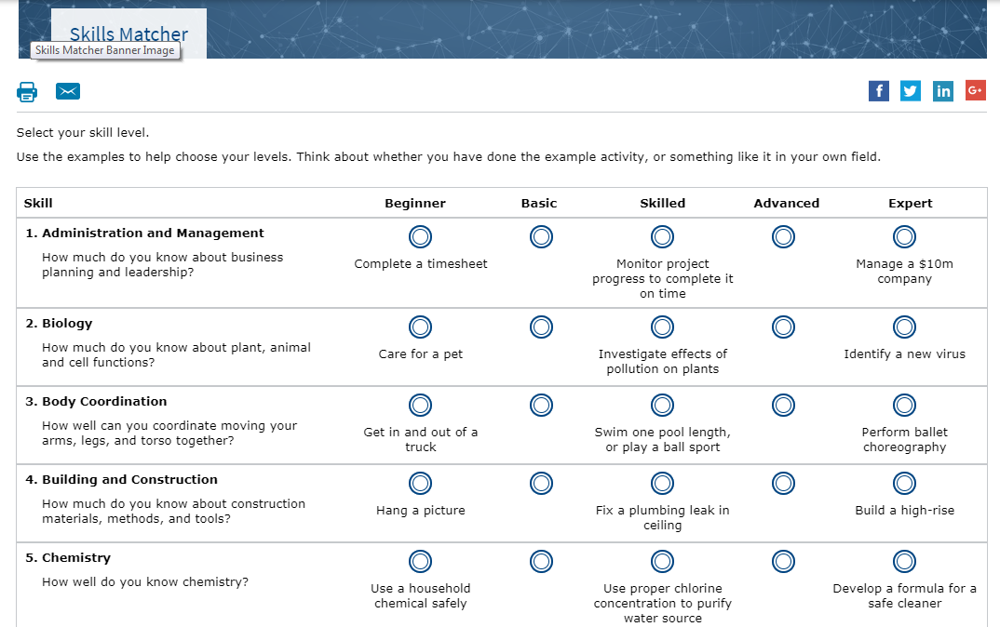 Skills Matcher
Skills Matcher Banner Image
f
in
G+
Select your skill level.
Use the examples to help choose your levels. Think about whether you have done the example activity, or something like it in your own field.
Skill Beginner Basic Skilled Advanced Expert
1. Administration and Management
How much do you know about business
planning and leadership?
Complete a timesheet
Monitor project
progress to complete it
on time
Manage a $10m
company
2. Biology
How much do you know about plant, animal
and cell functions?
Care for a pet
Investigate effects of
pollution on plants
Identify a new virus
3. Body Coordination
How well can you coordinate moving your
arms, legs, and torso together?
Get in and out of a
truck
Swim one pool length,
or play a ball sport
Perform ballet
choreography
4. Building and Construction
How much do you know about construction
materials, methods, and tools?
Hang a picture
Fix a plumbing leak in
ceiling
Build a high-rise
5. Chemistry
How well do you know chemistry?
Use a household
chemical safely
Use proper chlorine
concentration to purify
water source
Develop a formula for a
safe cleaner